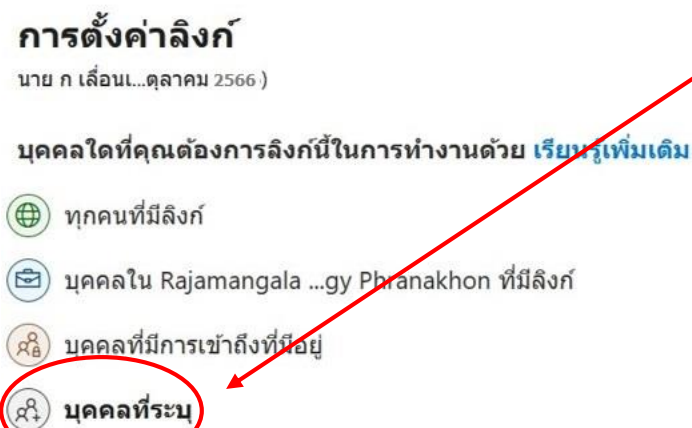 การตั้งค่าลิงก์
นาย ก เลื่อนเ...ตุลาคม 2566 )
บุคคลใดที่คุณต้องการลิงก์นี้ในการทำงานด้วย เรียนรู้เพิ่มเติม
ทุกคนที่มีลิงก์
บุคคลใน Rajamangala ...gy Phranakhon ที่มีลิงก์
บุคคลที่มีการเข้าถึงที่มีอยู่
บุคคลที่ระบุ